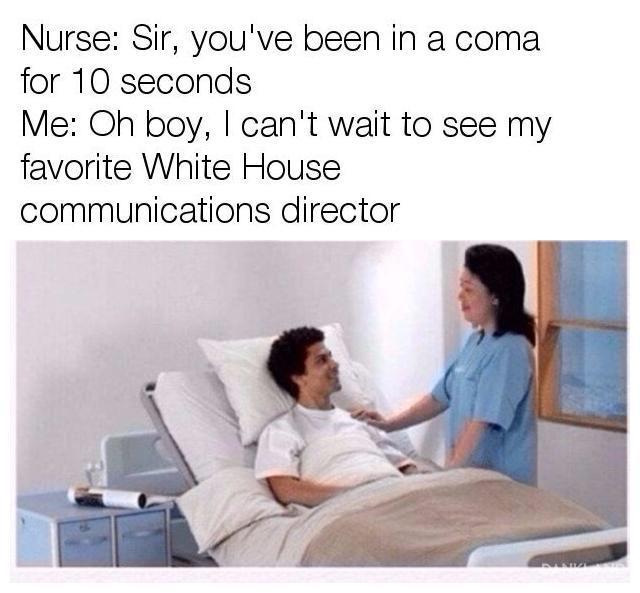 Nurse: Sir, you've been in a coma
for 10 seconds
Me: Oh boy, I can't wait to see my
favorite White House
communications director